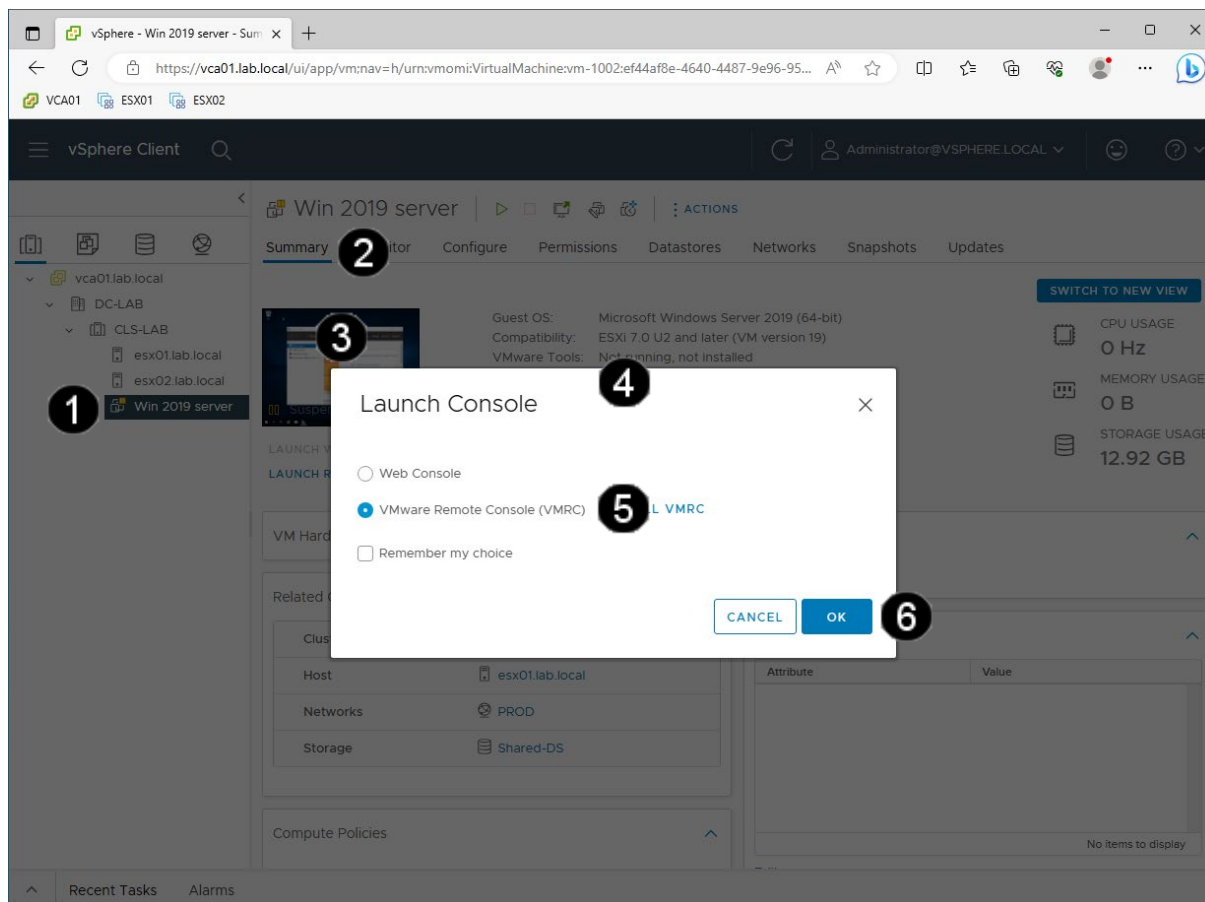 vSphere - Win 2019 server - Sum
https://vca01.lab.local/ui/app/vm;nav=h/urn:vmomi:VirtualMachine:vm-1002:ef44af8e-4640-4487-9e96-95...
VCA01 ESX01 ESX02
vSphere Client Administrator@VSPHERE.LOCAL
Win 2019 server ACTIONS
Summary 2 itor Configure Permissions Datastores Networks Snapshots Updates
vca01.lab.local
DC-LAB
CLS-LAB
esx01.lab.local
esx02.lab.local
1 Win 2019 server
SWITCH TO NEW VIEW
3
Guest OS: Microsoft Windows Server 2019 (64-bit)
Compatibility: ESXi 7.0 U2 and later (VM version 19)
VMware Tools: Not running, not installed
4
CPU USAGE
0 Hz
MEMORY USAGE
0 B
STORAGE USAGE
12.92 GB
Suspe
LAUNCH W
LAUNCH R
Launch Console
Web Console
VMware Remote Console (VMRC) 5 L VMRC
Remember my choice
CANCEL OK 6
VM Hard
Related
Clus
Host esx01.lab.local
Networks PROD
Storage Shared-DS
Attribute Value
No items to display
Compute Policies
Recent Tasks Alarms